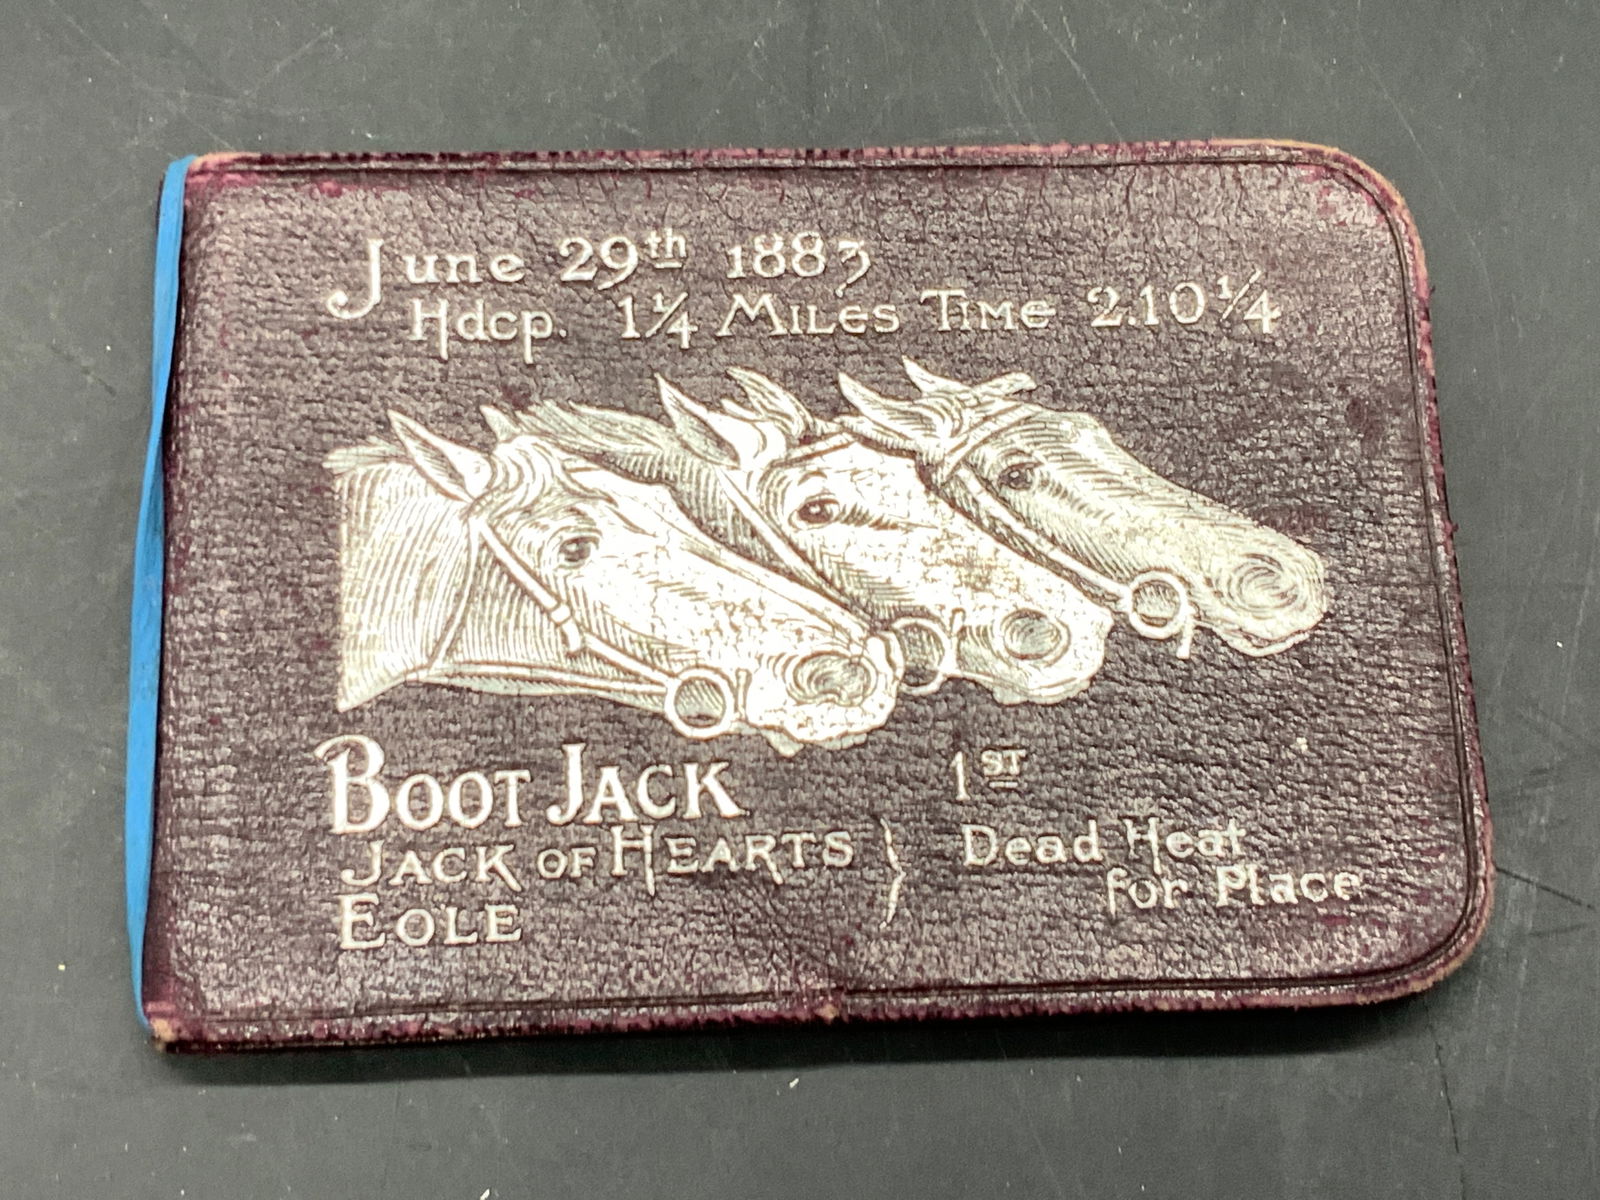 June 29th 1883
Hdcp. 1¼ Miles Time 2.10¼
Boot Jack 1st
Jack of Hearts } Dead Heat
Eole for Place